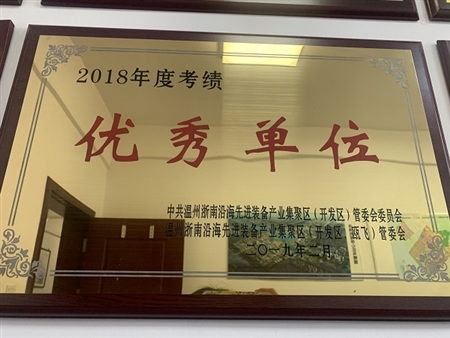 2018年度考绩
优秀单位
中共温州浙南沿海先进装备产业集聚区（开发区）管委会委员会
温州浙南沿海先进装备产业集聚区（开发区、瓯飞）管委会
二〇一九年二月